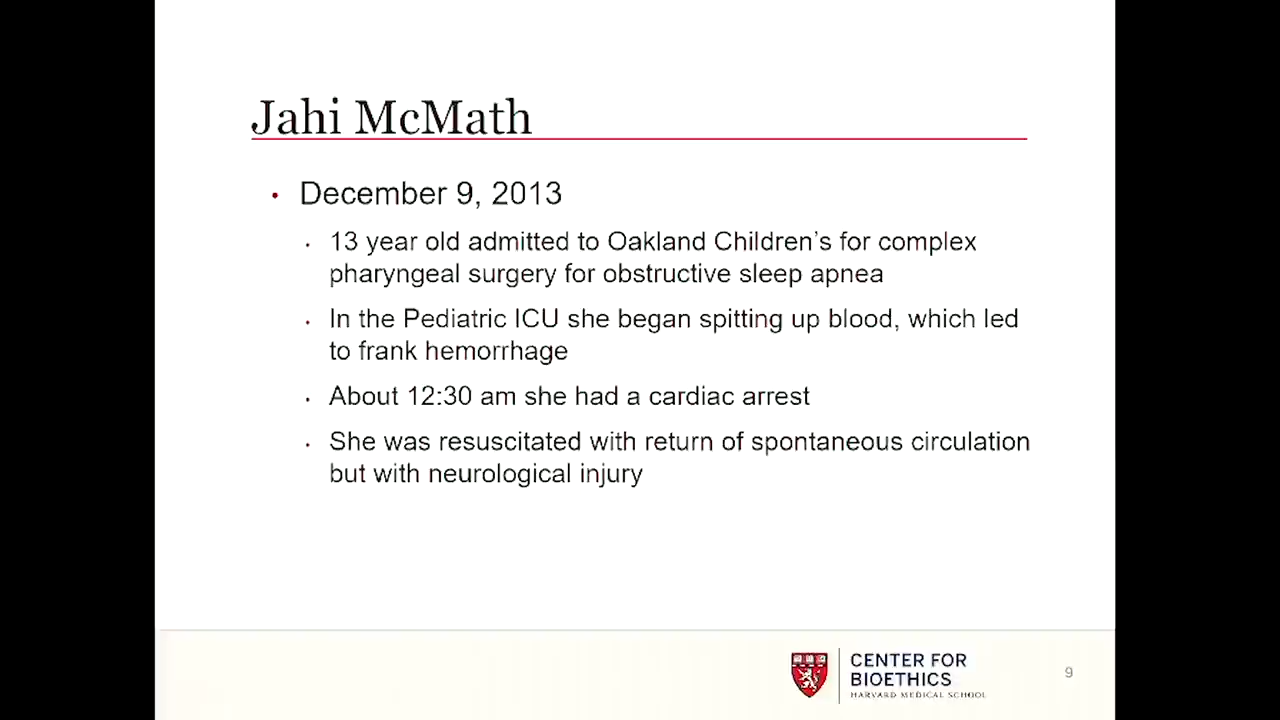 Jahi McMath
• December 9, 2013
• 13 year old admitted to Oakland Children’s for complex
pharyngeal surgery for obstructive sleep apnea
• In the Pediatric ICU she began spitting up blood, which led
to frank hemorrhage
• About 12:30 am she had a cardiac arrest
• She was resuscitated with return of spontaneous circulation
but with neurological injury
CENTER FOR
BIOETHICS
HARVARD MEDICAL SCHOOL
9